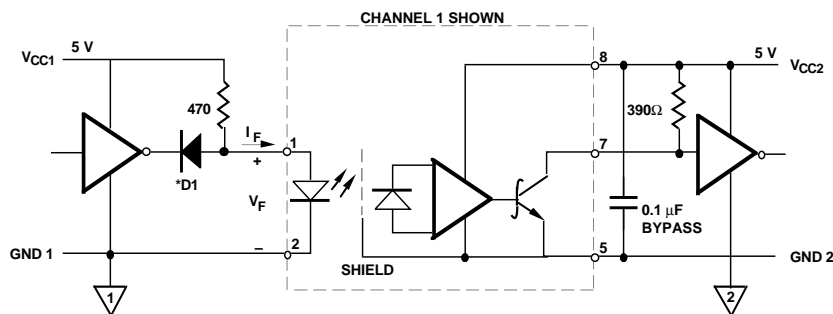 CHANNEL 1 SHOWN
VCC1
5 V
8
5 V
VCC2
470
390Ω
IF
+
1
7
*D1
VF
0.1 µF
BYPASS
GND 1
–
2
SHIELD
5
GND 2
1
2